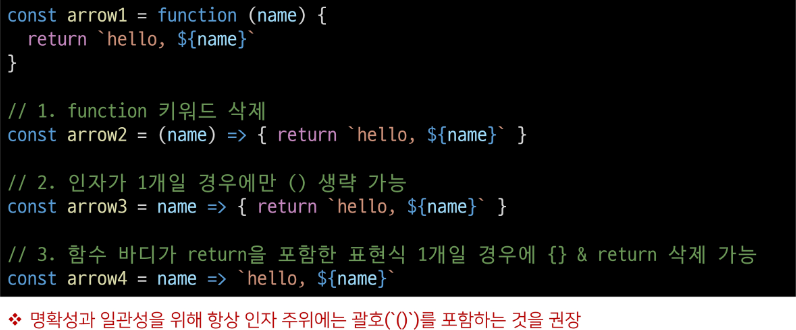 const arrow1 = function (name) {
  return `hello, ${name}`
}
// 1. function 키워드 삭제
const arrow2 = (name) => { return `hello, ${name}` }
// 2. 인자가 1개일 경우에만 () 생략 가능
const arrow3 = name => { return `hello, ${name}` }
// 3. 함수 바디가 return을 포함한 표현식 1개일 경우에 {} & return 삭제 가능
const arrow4 = name => `hello, ${name}`
❖ 명확성과 일관성을 위해 항상 인자 주위에는 괄호(`()`)를 포함하는 것을 권장